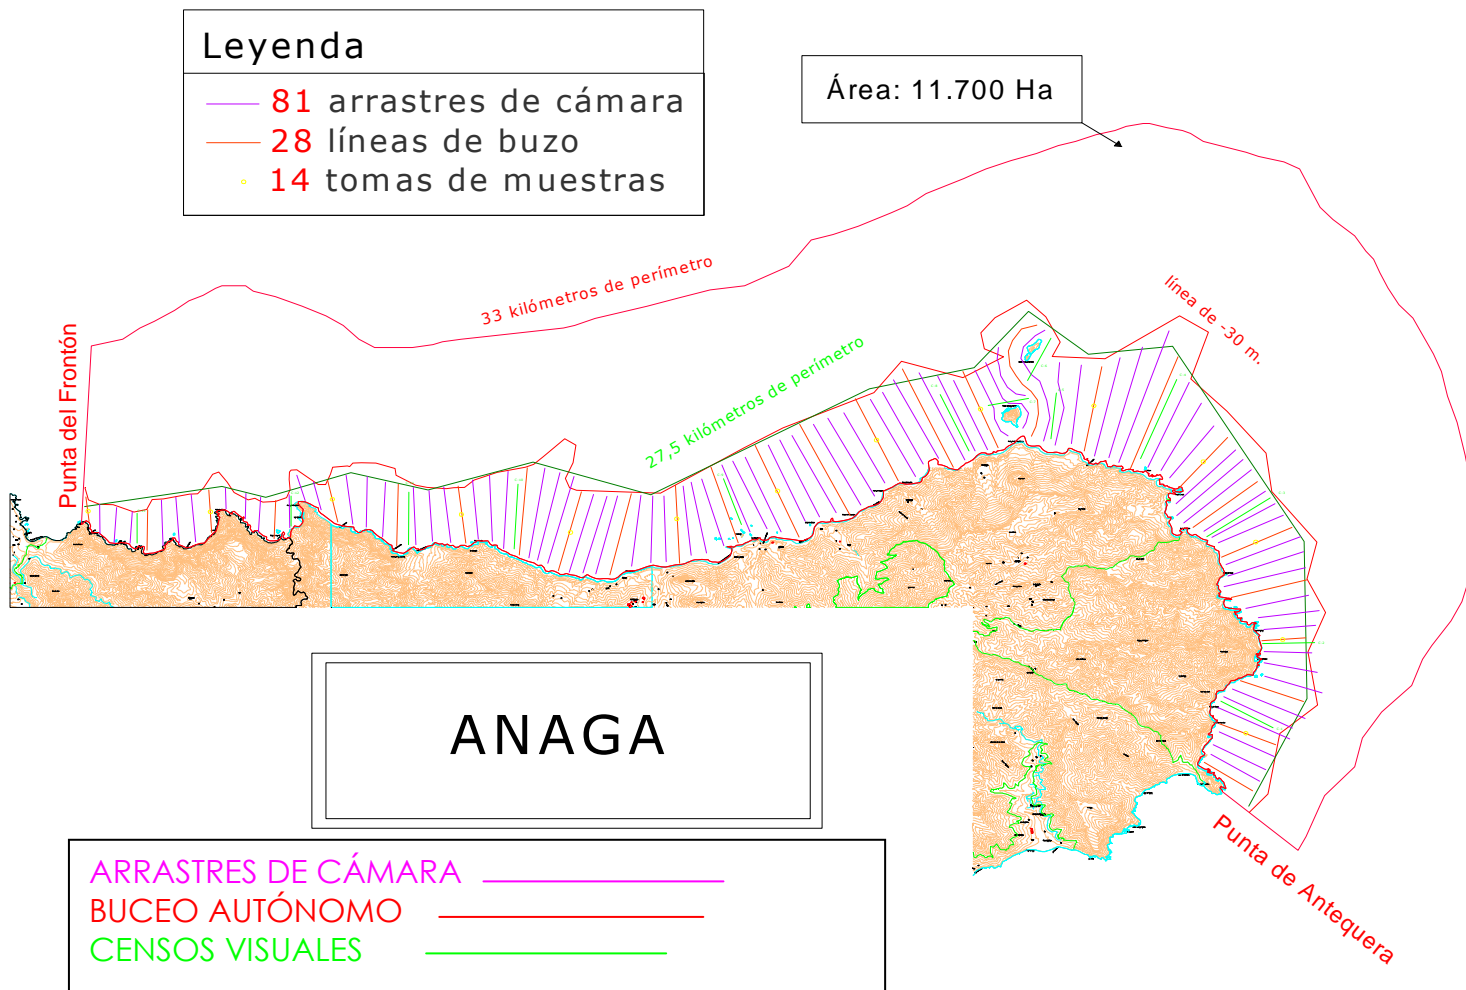 Leyenda
81 arrastres de cámara
28 líneas de buzo
14 tomas de muestras
Área: 11.700 Ha
33 kilómetros de perímetro
27,5 kilómetros de perímetro
línea de -30 m.
Punta del Frontón
Punta de Antequera
ANAGA
ARRASTRES DE CÁMARA
BUCEO AUTÓNOMO
CENSOS VISUALES